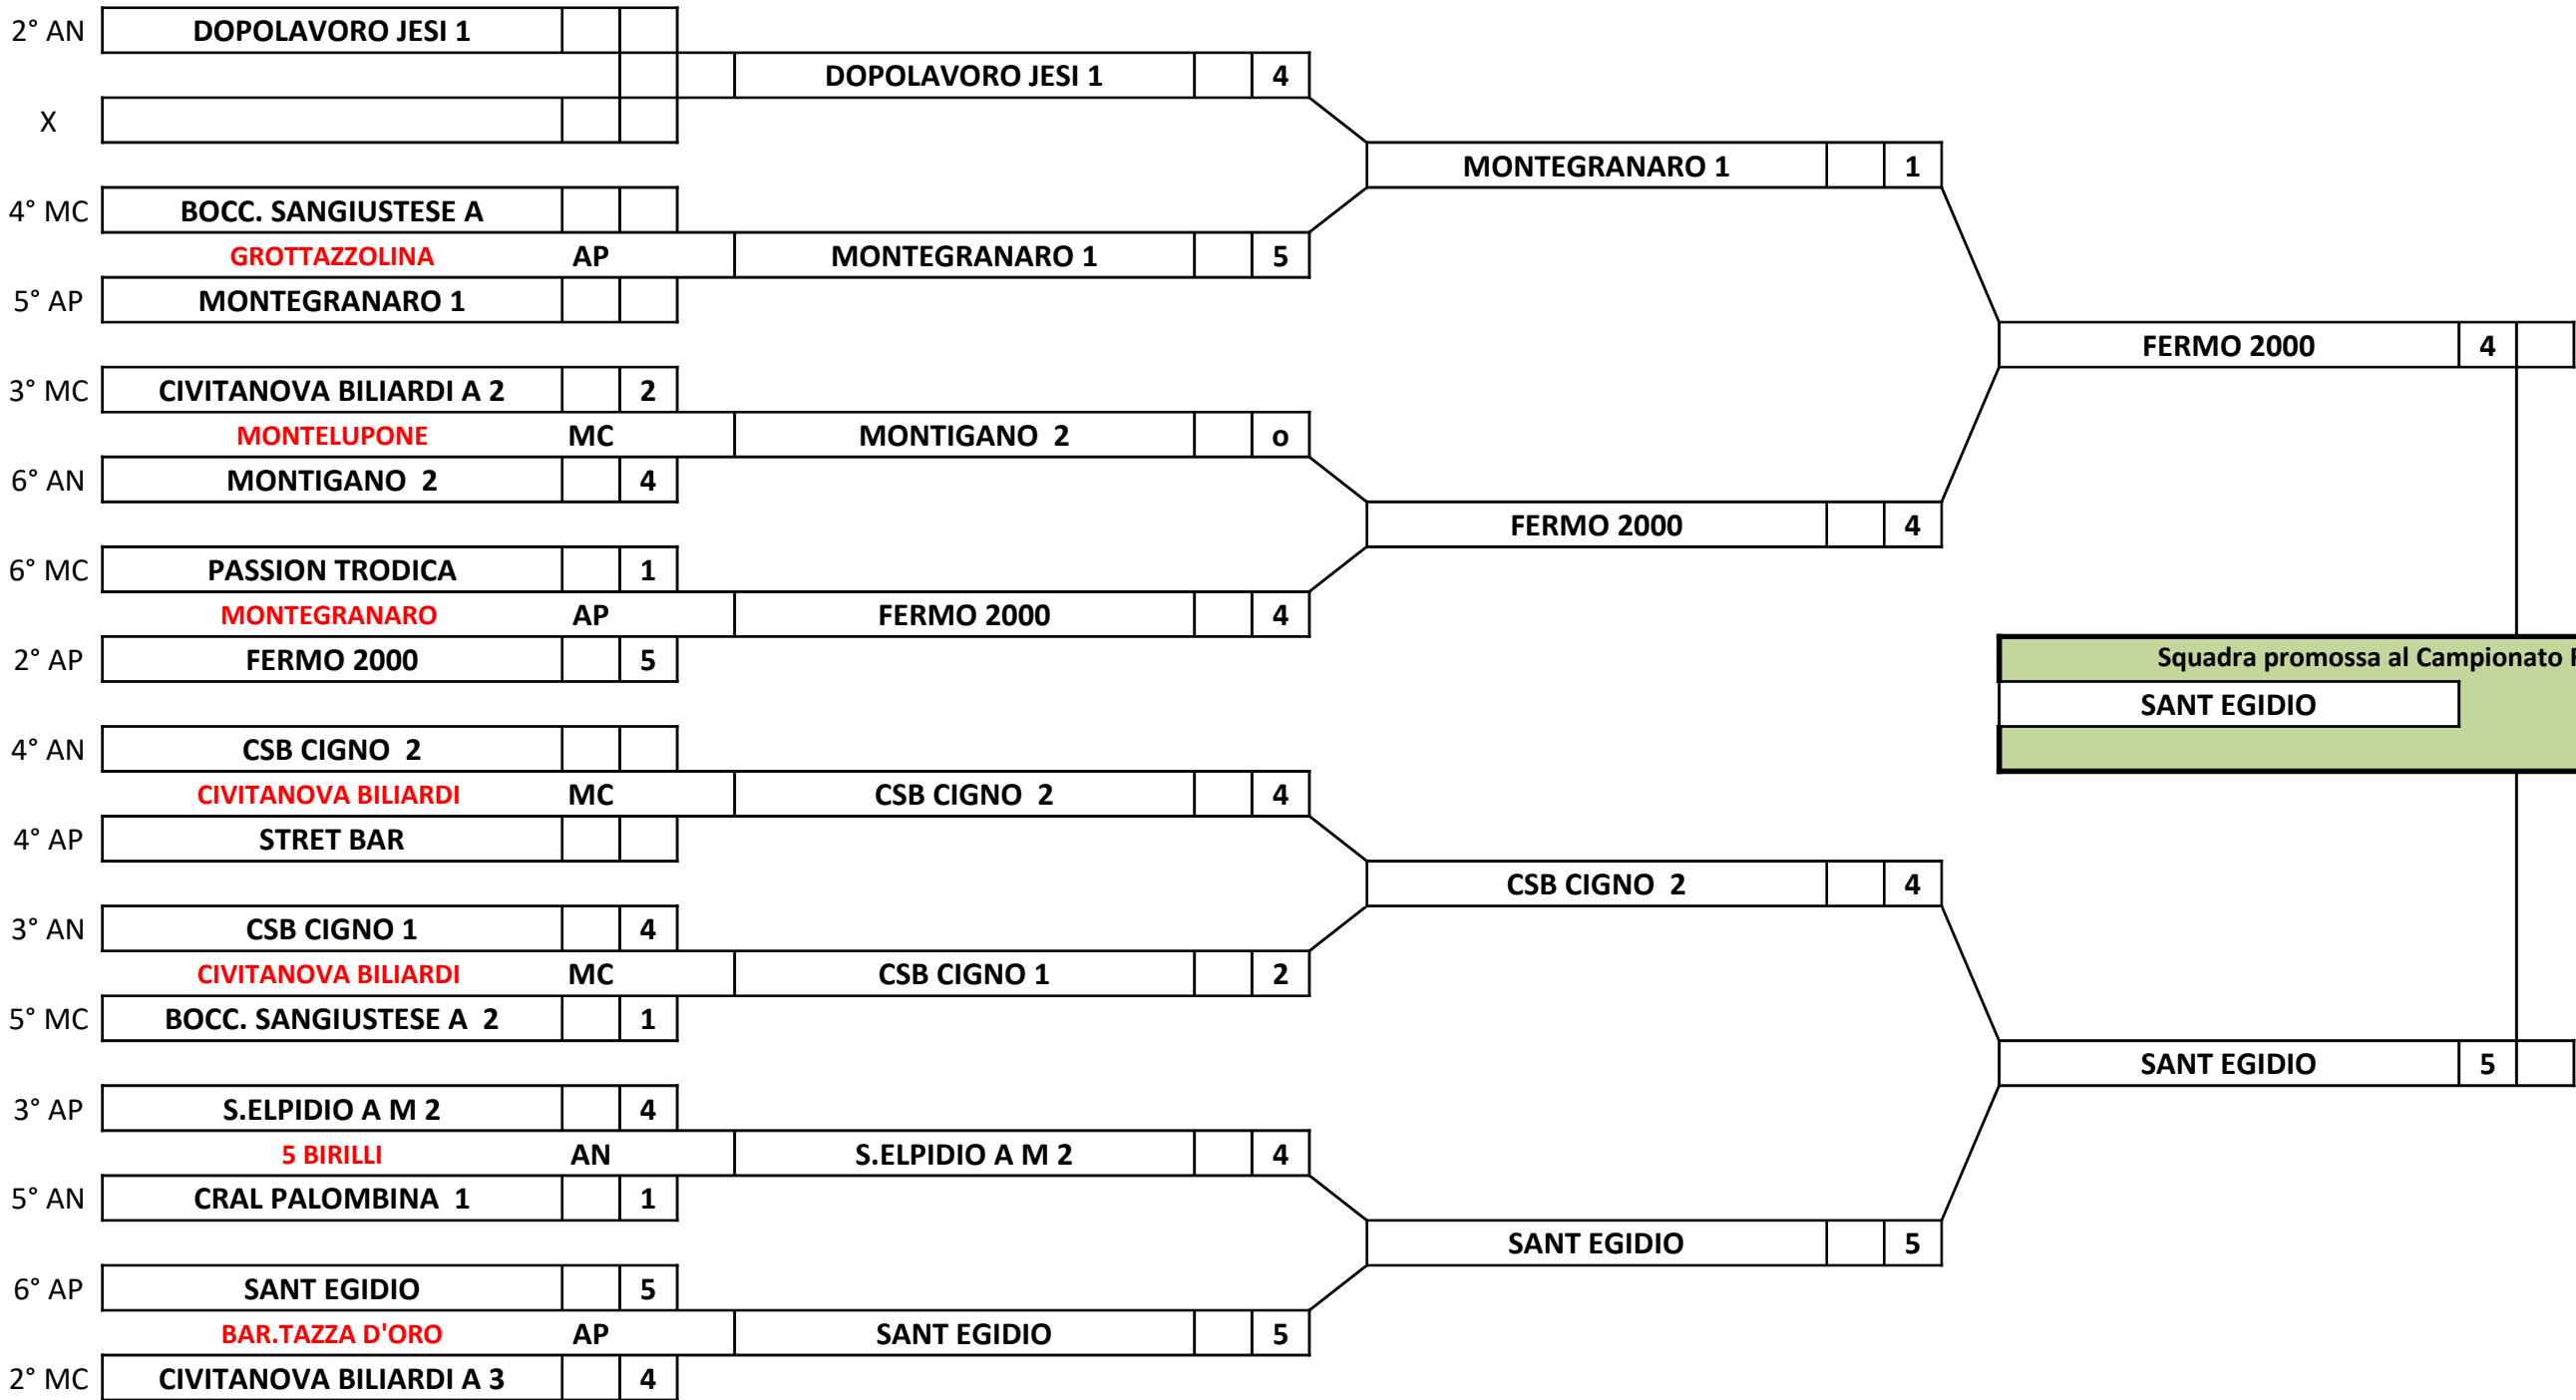 2° AN DOPOLAVORO JESI 1
DOPOLAVORO JESI 1 4
X
MONTEGRANARO 1 1
4° MC BOCC. SANGIUSTESE A
GROTTAZZOLINA AP MONTEGRANARO 1 5
5° AP MONTEGRANARO 1
FERMO 2000 4
3° MC CIVITANOVA BILIARDI A 2 2
MONTELUPONE MC MONTIGANO 2 o
6° AN MONTIGANO 2 4
FERMO 2000 4
6° MC PASSION TRODICA 1
MONTEGRANARO AP FERMO 2000 4
2° AP FERMO 2000 5
Squadra promossa al Campionato
SANT EGIDIO
4° AN CSB CIGNO 2
CIVITANOVA BILIARDI MC CSB CIGNO 2 4
4° AP STRET BAR
CSB CIGNO 2 4
3° AN CSB CIGNO 1 4
CIVITANOVA BILIARDI MC CSB CIGNO 1 2
5° MC BOCC. SANGIUSTESE A 2 1
SANT EGIDIO 5
3° AP S.ELPIDIO A M 2 4
5 BIRILLI AN S.ELPIDIO A M 2 4
5° AN CRAL PALOMBINA 1 1
SANT EGIDIO 5
6° AP SANT EGIDIO 5
BAR.TAZZA D'ORO AP SANT EGIDIO 5
2° MC CIVITANOVA BILIARDI A 3 4